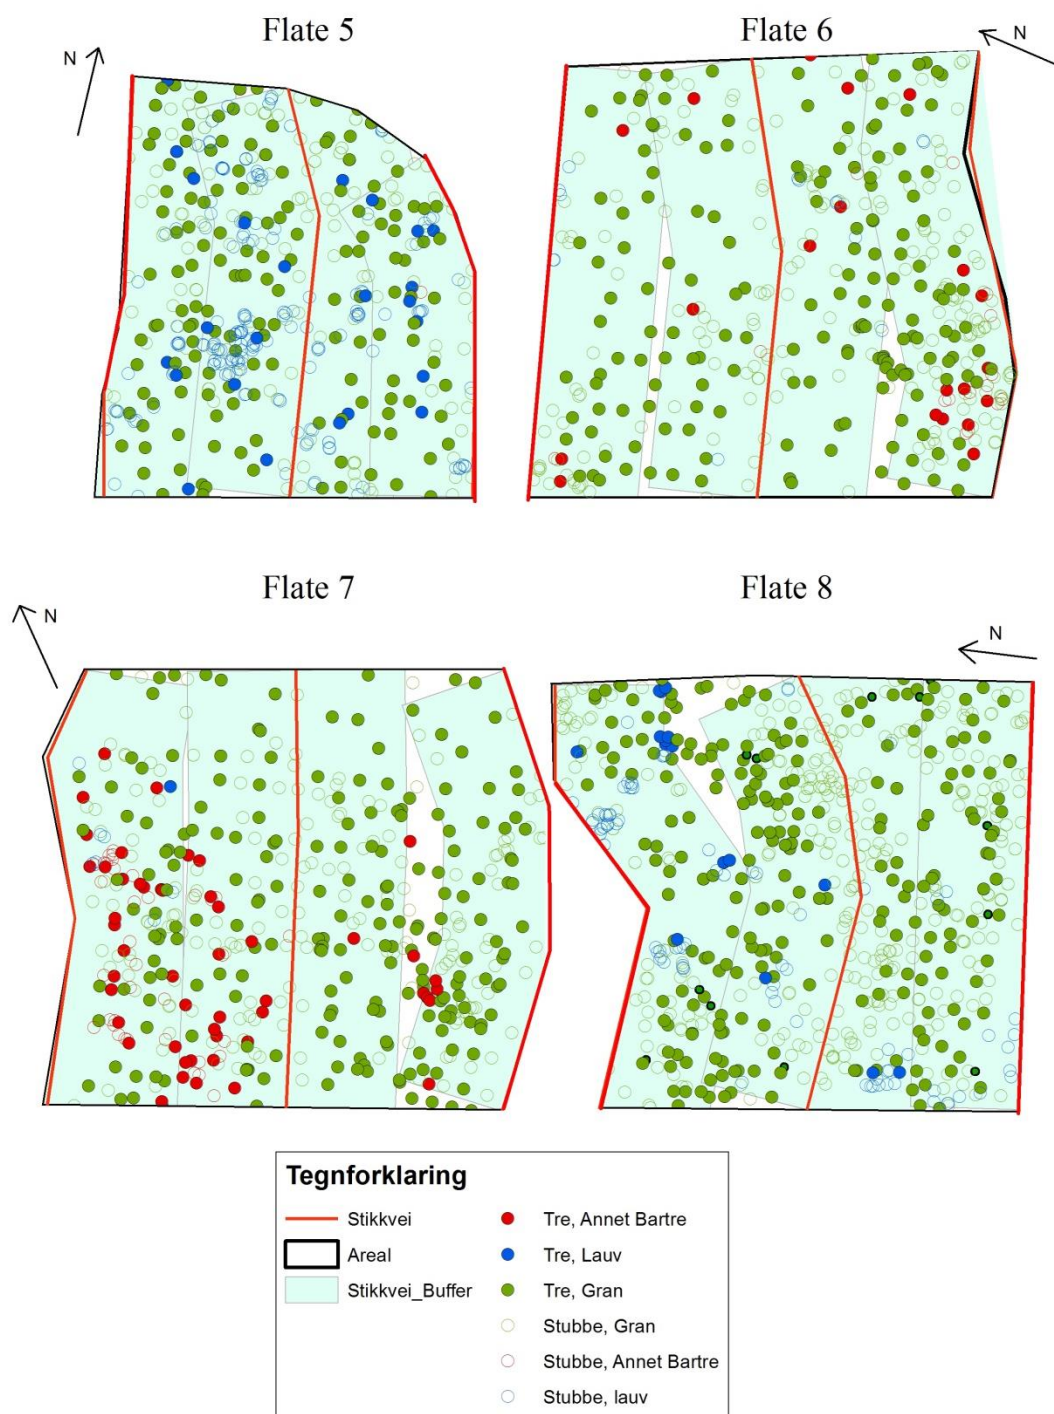 Flate 5
Flate 6
N
N
Flate 7
Flate 8
N
N
Tegnforklaring
Stikkvei
Areal
Stikkvei_Buffer
Tre, Annet Bartre
Tre, Lauv
Tre, Gran
Stubbe, Gran
Stubbe, Annet Bartre
Stubbe, lauv